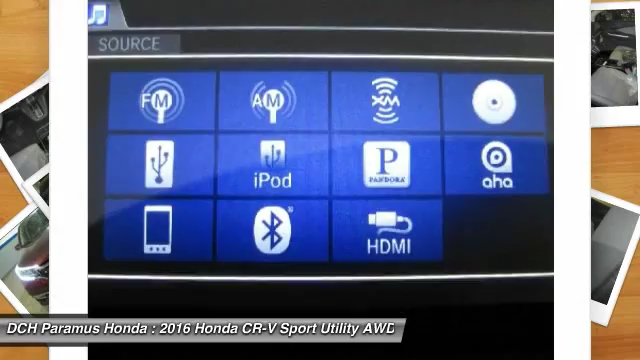 SOURCE
FM
AM
XM
iPod
P
PANDORA
a
aha
HDMI
DCH Paramus Honda : 2016 Honda CR-V Sport Utility AWD